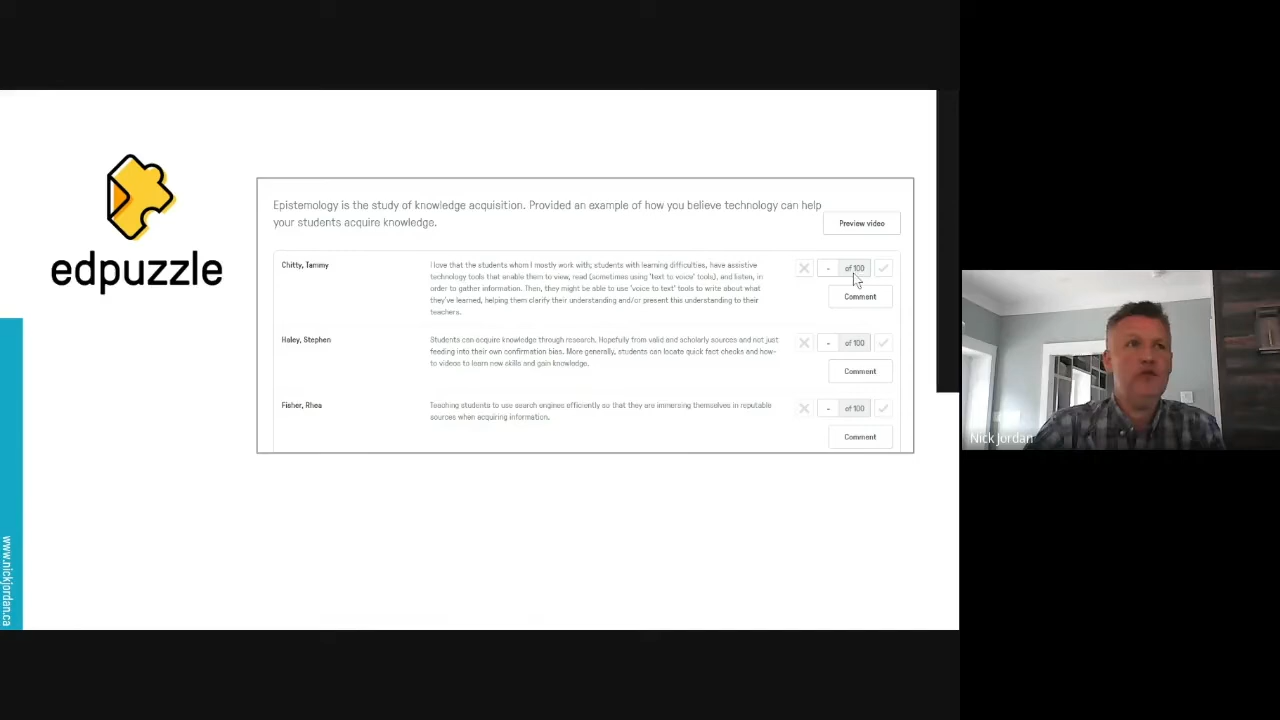 edpuzzle
Epistemology is the study of knowledge acquisition. Provided an example of how you believe technology can help
your students acquire knowledge.
Preview video
Chitty, Tammy
I love that the students whom I mostly work with; students with learning difficulties, have assistive
technology tools that enable them to view, read (sometimes using 'text to voice' tools), and listen, in
order to gather information. Then, they might be able to use 'voice to text' tools to write about what
they've learned, helping them clarify their understanding and/or present this understanding to their
teachers.
- of 100
Comment
Haley, Stephen
Students can acquire knowledge through research. Hopefully from valid and scholarly sources and not just
feeding into their own confirmation bias. More generally, students can locate quick fact checks and how-
to videos to learn new skills and gain knowledge.
- of 100
Comment
Fisher, Rhea
Teaching students to use search engines efficiently so that they are immersing themselves in reputable
sources when acquiring information.
- of 100
Comment
www.nickjordan.ca
Nick Jordan